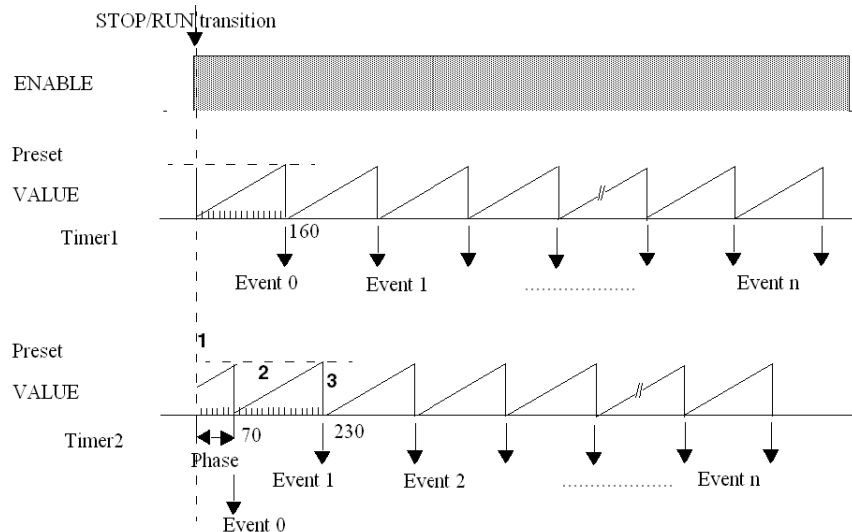 STOP/RUN transition
ENABLE
Preset
VALUE
Timer1
160
Event 0
Event 1
Event n
1
Preset
2
3
VALUE
Timer2
70
230
Phase
Event 1
Event 2
Event n
Event 0